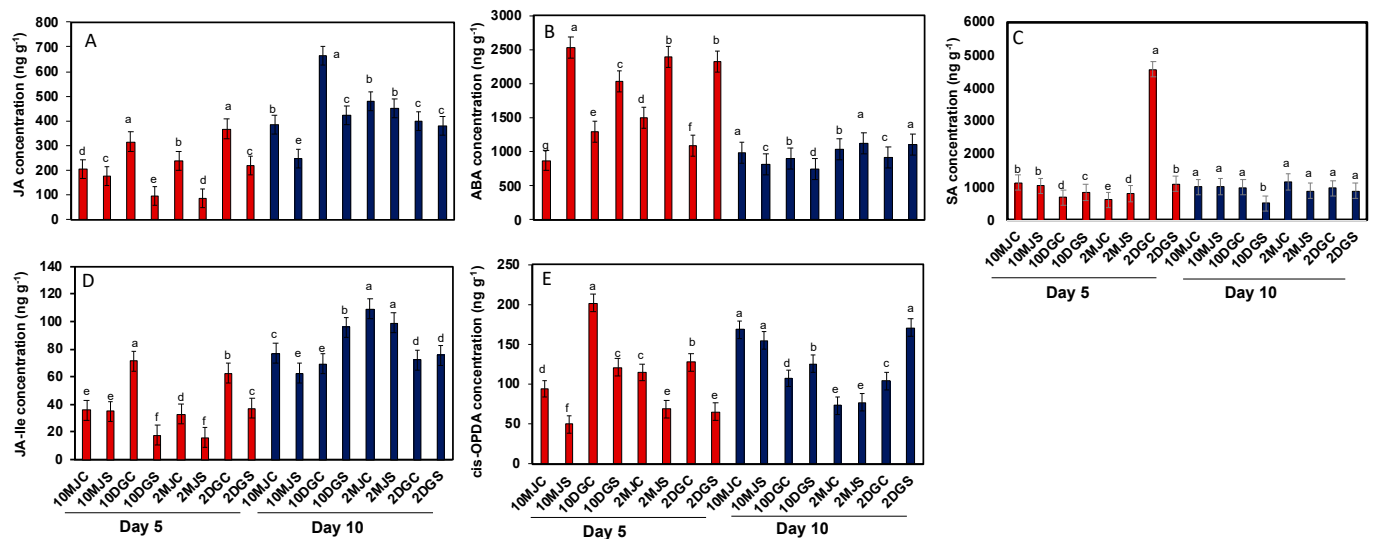 A
JA concentration (ng g⁻¹)
800
700
600
500
400
300
200
100
0
d c a e b d a c b e a c b b c c
B
ABA concentration (ng g⁻¹)
3000
2500
2000
1500
1000
500
0
g a e c d b f b a c b d b a c a
C
SA concentration (ng g⁻¹)
6000
5000
4000
3000
2000
1000
0
b b d c e d a b a a a b a a a a
10MJC 10MJS 10DGC 10DGS 2MJC 2MJS 2DGC 2DGS 10MJC 10MJS 10DGC 10DGS 2MJC 2MJS 2DGC 2DGS
Day 5 Day 10
D
JA-Ile concentration (ng g⁻¹)
140
120
100
80
60
40
20
0
e e a f d f b c c e e b a a d d
10MJC 10MJS 10DGC 10DGS 2MJC 2MJS 2DGC 2DGS 10MJC 10MJS 10DGC 10DGS 2MJC 2MJS 2DGC 2DGS
Day 5 Day 10
E
cis-OPDA concentration (ng g⁻¹)
250
200
150
100
50
0
d f a c c e b e a a d b e e c a
10MJC 10MJS 10DGC 10DGS 2MJC 2MJS 2DGC 2DGS 10MJC 10MJS 10DGC 10DGS 2MJC 2MJS 2DGC 2DGS
Day 5 Day 10